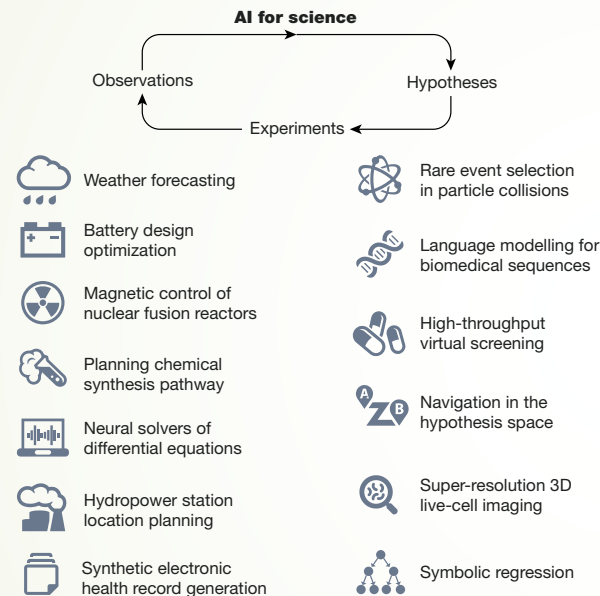 AI for science
Observations
Hypotheses
Experiments
Weather forecasting
Battery design
optimization
Magnetic control of
nuclear fusion reactors
Planning chemical
synthesis pathway
Neural solvers of
differential equations
Hydropower station
location planning
Synthetic electronic
health record generation
Rare event selection
in particle collisions
Language modelling for
biomedical sequences
High-throughput
virtual screening
A
Z
B
Navigation in the
hypothesis space
Super-resolution 3D
live-cell imaging
Symbolic regression